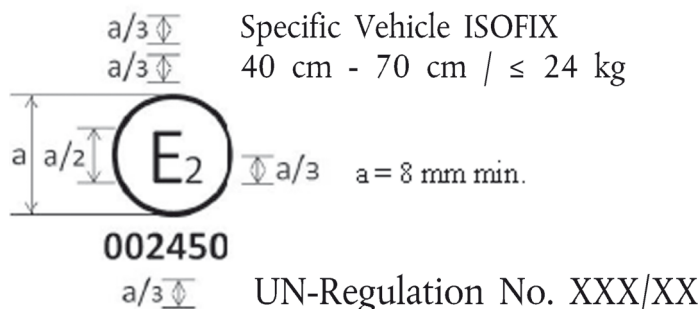 a/3 Specific Vehicle ISOFIX
a/3 40 cm - 70 cm / ≤ 24 kg
a a/2 E2 a/3 a = 8 mm min.
002450
a/3 UN-Regulation No. XXX/XX